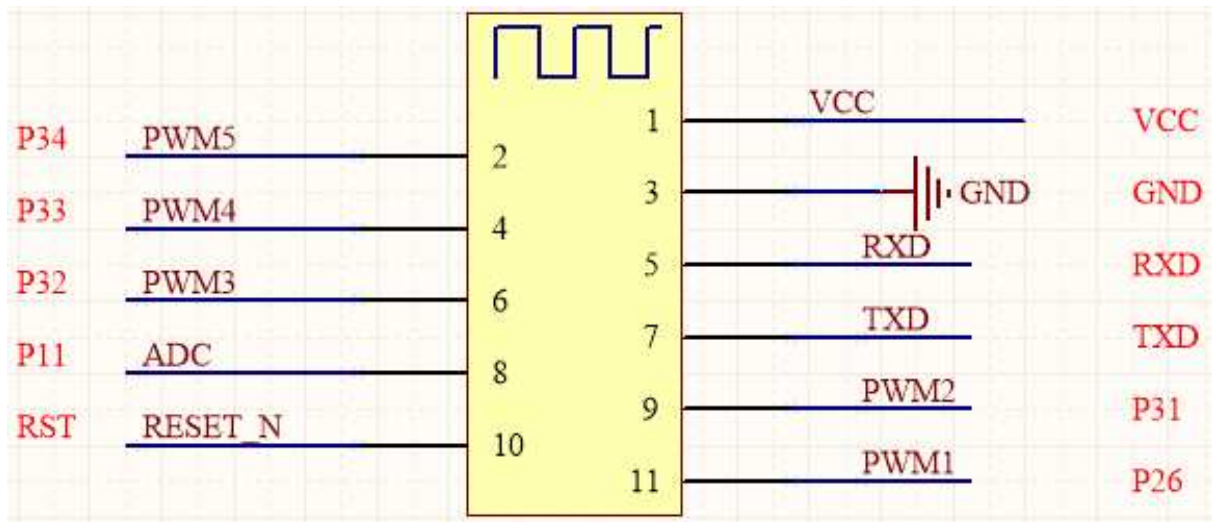 1 VCC VCC
P34 PWM5 2
3 GND GND
P33 PWM4 4
5 RXD RXD
P32 PWM3 6
7 TXD TXD
P11 ADC 8
9 PWM2 P31
RST RESET_N 10
11 PWM1 P26